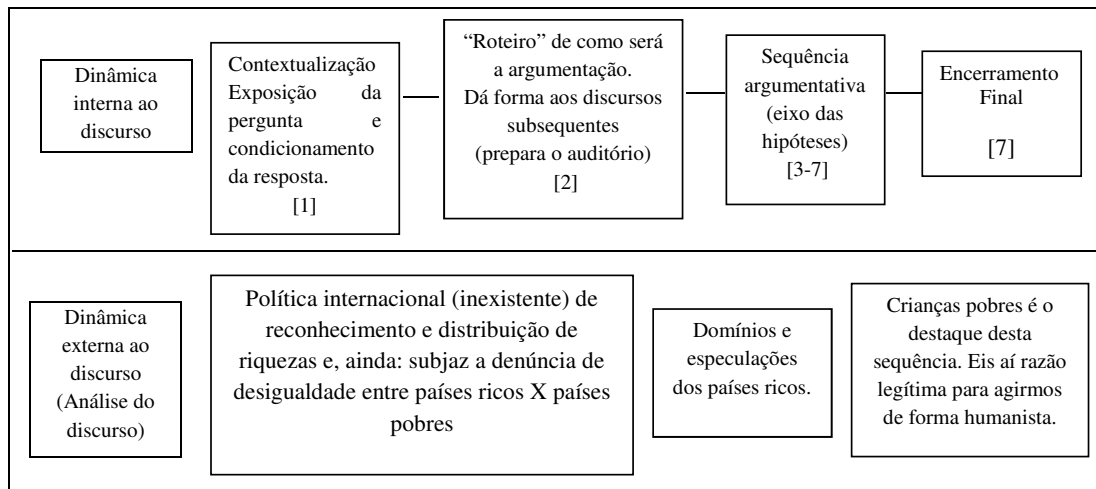 Dinâmica
interna ao
discurso
Contextualização
Exposição da
pergunta e
condicionamento
da resposta.
[1]
“Roteiro” de como será
a argumentação.
Dá forma aos discursos
subsequentes
(prepara o auditório)
[2]
Sequência
argumentativa
(eixo das
hipóteses)
[3-7]
Encerramento
Final
[7]
Dinâmica
externa ao
discurso
(Análise do
discurso)
Política internacional (inexistente) de
reconhecimento e distribuição de
riquezas e, ainda: subjaz a denúncia de
desigualdade entre países ricos X países
pobres
Domínios e
especulações
dos países ricos.
Crianças pobres é o
destaque desta
sequência. Eis aí razão
legítima para agirmos
de forma humanista.